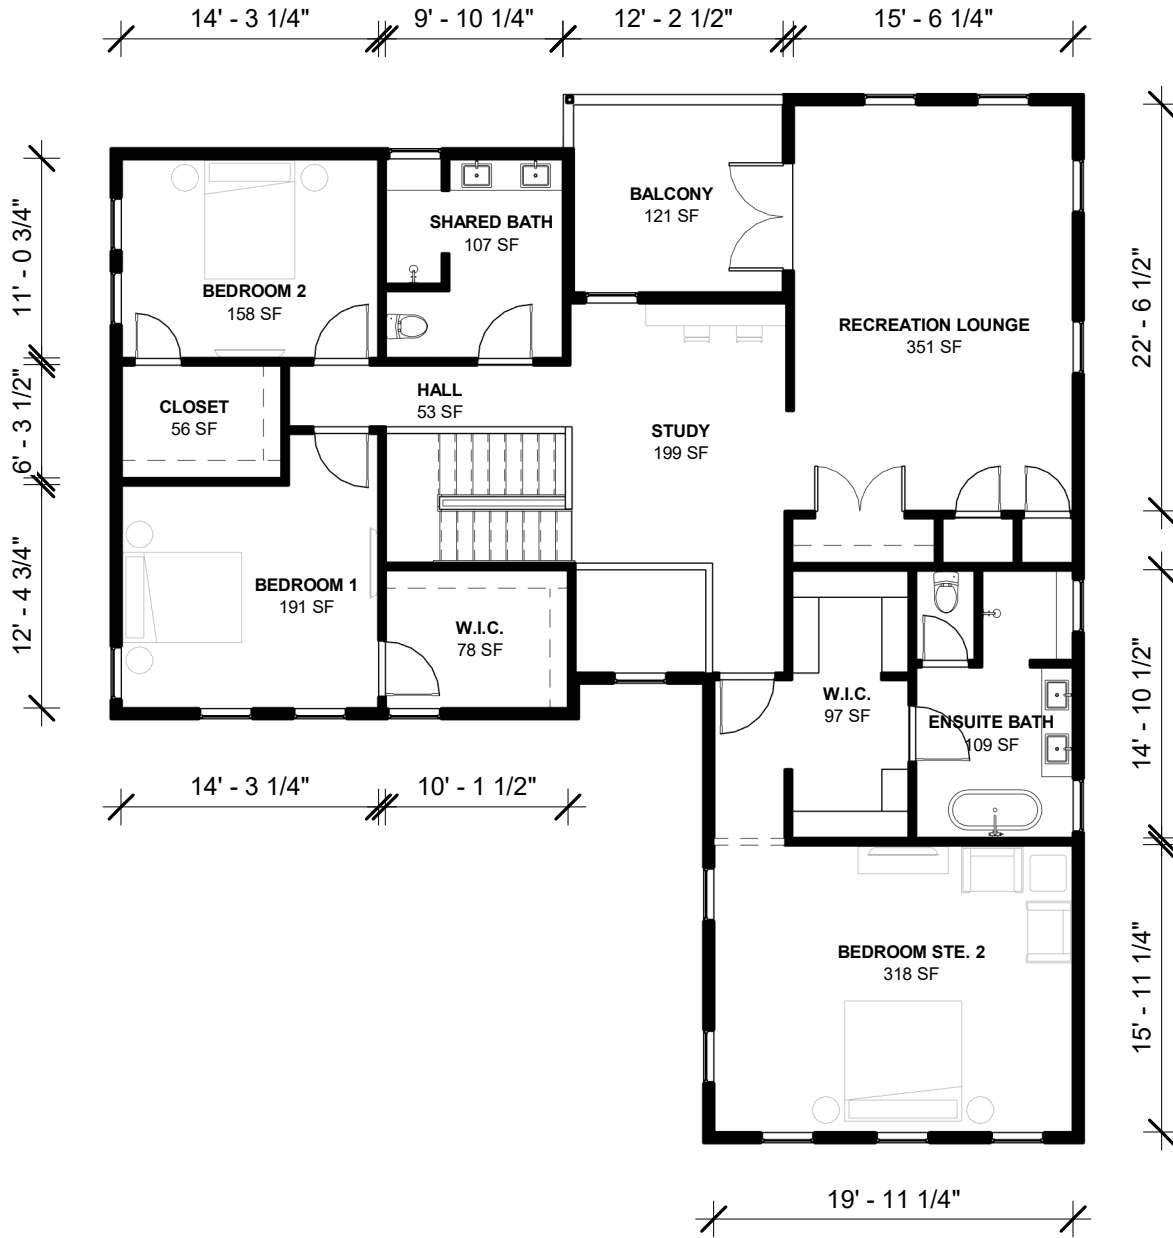 14' - 3 1/4"
9' - 10 1/4"
12' - 2 1/2"
15' - 6 1/4"
11' - 0 3/4"
6' - 3 1/2"
12' - 4 3/4"
22' - 6 1/2"
14' - 10 1/2"
15' - 11 1/4"
BALCONY
121 SF
SHARED BATH
107 SF
BEDROOM 2
158 SF
RECREATION LOUNGE
351 SF
HALL
53 SF
CLOSET
56 SF
STUDY
199 SF
BEDROOM 1
191 SF
W.I.C.
78 SF
W.I.C.
97 SF
ENSUITE BATH
109 SF
14' - 3 1/4"
10' - 1 1/2"
BEDROOM STE. 2
318 SF
19' - 11 1/4"